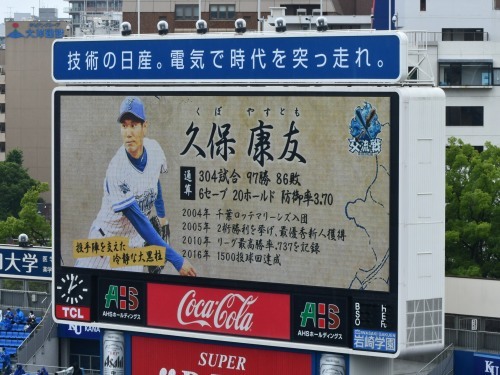 技術の日産。電気で時代を突っ走れ。
くぼ やすとも
久保 康友
交流戦
通算
304試合 97勝 86敗
6セーブ 20ホールド 防御率3.70
2004年 千葉ロッテマリーンズ入団
2005年 2桁勝利を挙げ、最優秀新人獲得
2010年 リーグ最高勝率.737を記録
2016年 1500投球回達成
投手陣を支えた
冷静な大黒柱
大学
TCL
AHS
AHSホールディングス
Coca-Cola
AHS
AHSホールディングス
B
S
O
H
E
岩崎学園
SUPER